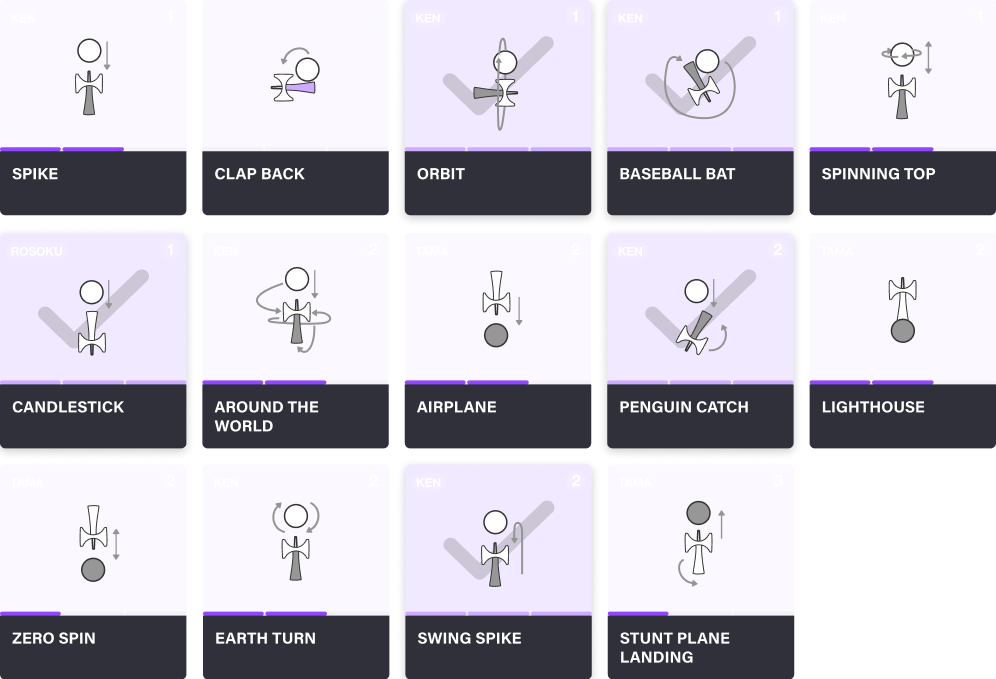 KEN 1
KEN 1
KEN 1
KEN 1
SPIKE
CLAP BACK
ORBIT
BASEBALL BAT
SPINNING TOP
ROSOKU 1
KEN 2
TAMA 2
KEN 2
TAMA 2
CANDLESTICK
AROUND THE
WORLD
AIRPLANE
PENGUIN CATCH
LIGHTHOUSE
TAMA 2
KEN 2
KEN 2
TAMA 3
ZERO SPIN
EARTH TURN
SWING SPIKE
STUNT PLANE
LANDING